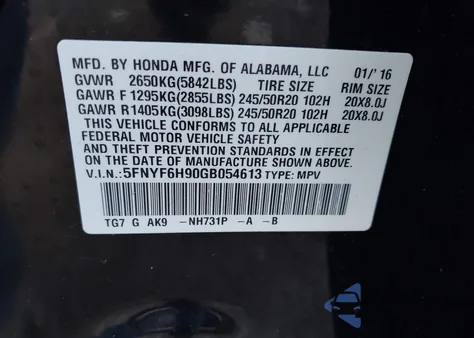 MFD. BY HONDA MFG. OF ALABAMA, LLC 01/'16
GVWR 2650KG(5842LBS) TIRE SIZE RIM SIZE
GAWR F 1295KG(2855LBS) 245/50R20 102H 20X8.0J
GAWR R1405KG(3098LBS) 245/50R20 102H 20X8.0J
THIS VEHICLE CONFORMS TO ALL APPLICABLE
FEDERAL MOTOR VEHICLE SAFETY
AND THEFT PREVENTION STANDARDS IN EFFECT
ON THE DATE OF MANUFACTURE SHOWN ABOVE.
V.I.N.:5FNYF6H90GB054613 TYPE: MPV
TG7 G AK9 -NH731P -A -B